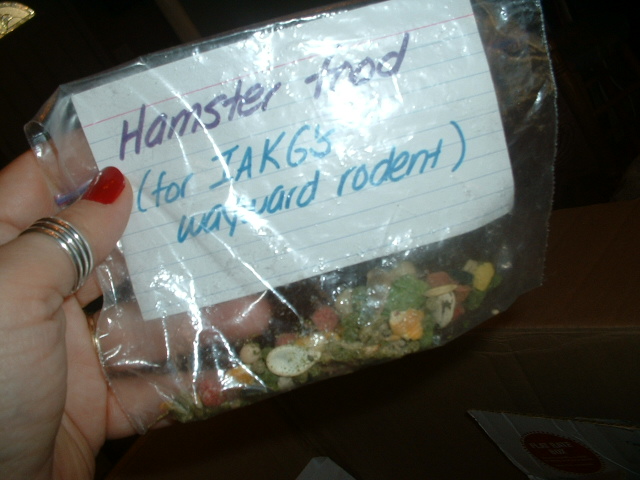 Hamster food
(for IAKG's
wayward rodent)